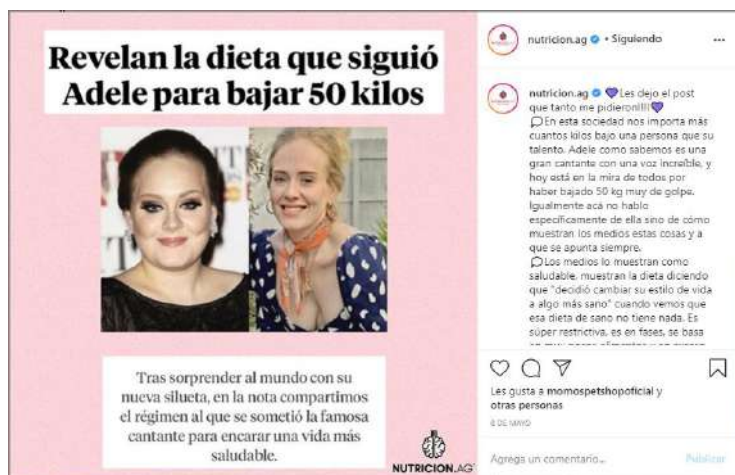 Revelan la dieta que siguió
Adele para bajar 50 kilos
Tras sorprender al mundo con su
nueva silueta, en la nota compartimos
el régimen al que se sometió la famosa
cantante para encarar una vida más
saludable.
NUTRICION.AG
nutricion.ag • Siguiendo
nutricion.ag 💜Les dejo el post
que tanto me pidieron!!!!💜
💭En esta sociedad nos importa más
cuantos kilos bajo una persona que su
talento. Adele como sabemos es una
gran cantante con una voz increíble, y
hoy está en la mira de todos por
haber bajado 50 kg muy de golpe.
Igualmente acá no hablo
específicamente de ella sino de cómo
muestran los medios estas cosas y a
que se apunta siempre.
💭Los medios lo muestran como
saludable, muestran la dieta diciendo
que "decidió cambiar su estilo de vida
a algo más sano" cuando vemos que
esa dieta de sano no tiene nada. Es
súper restrictiva, es en fases, se basa
Les gusta a momospetshopoficial y
otras personas
8 DE MAYO
Agrega un comentario...
Publicar